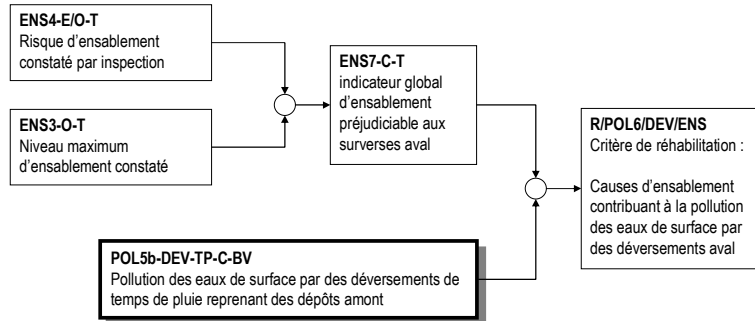 ENS4-E/O-T
Risque d'ensablement
constaté par inspection
ENS3-O-T
Niveau maximum
d'ensablement constaté
ENS7-C-T
indicateur global
d'ensablement
préjudiciable aux
surverses aval
R/POL6/DEV/ENS
Critère de réhabilitation :
Causes d'ensablement
contribuant à la pollution
des eaux de surface par
des déversements aval
POL5b-DEV-TP-C-BV
Pollution des eaux de surface par des déversements de
temps de pluie reprenant des dépôts amont